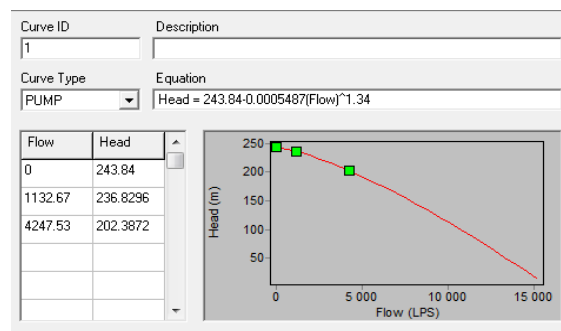 Curve ID Description
1
Curve Type Equation
PUMP Head = 243.84-0.0005487(Flow)^1.34
Flow Head
0 243.84
1132.67 236.8296
4247.53 202.3872
250
200
150
100
50
Head (m)
0 5 000 10 000 15 000
Flow (LPS)